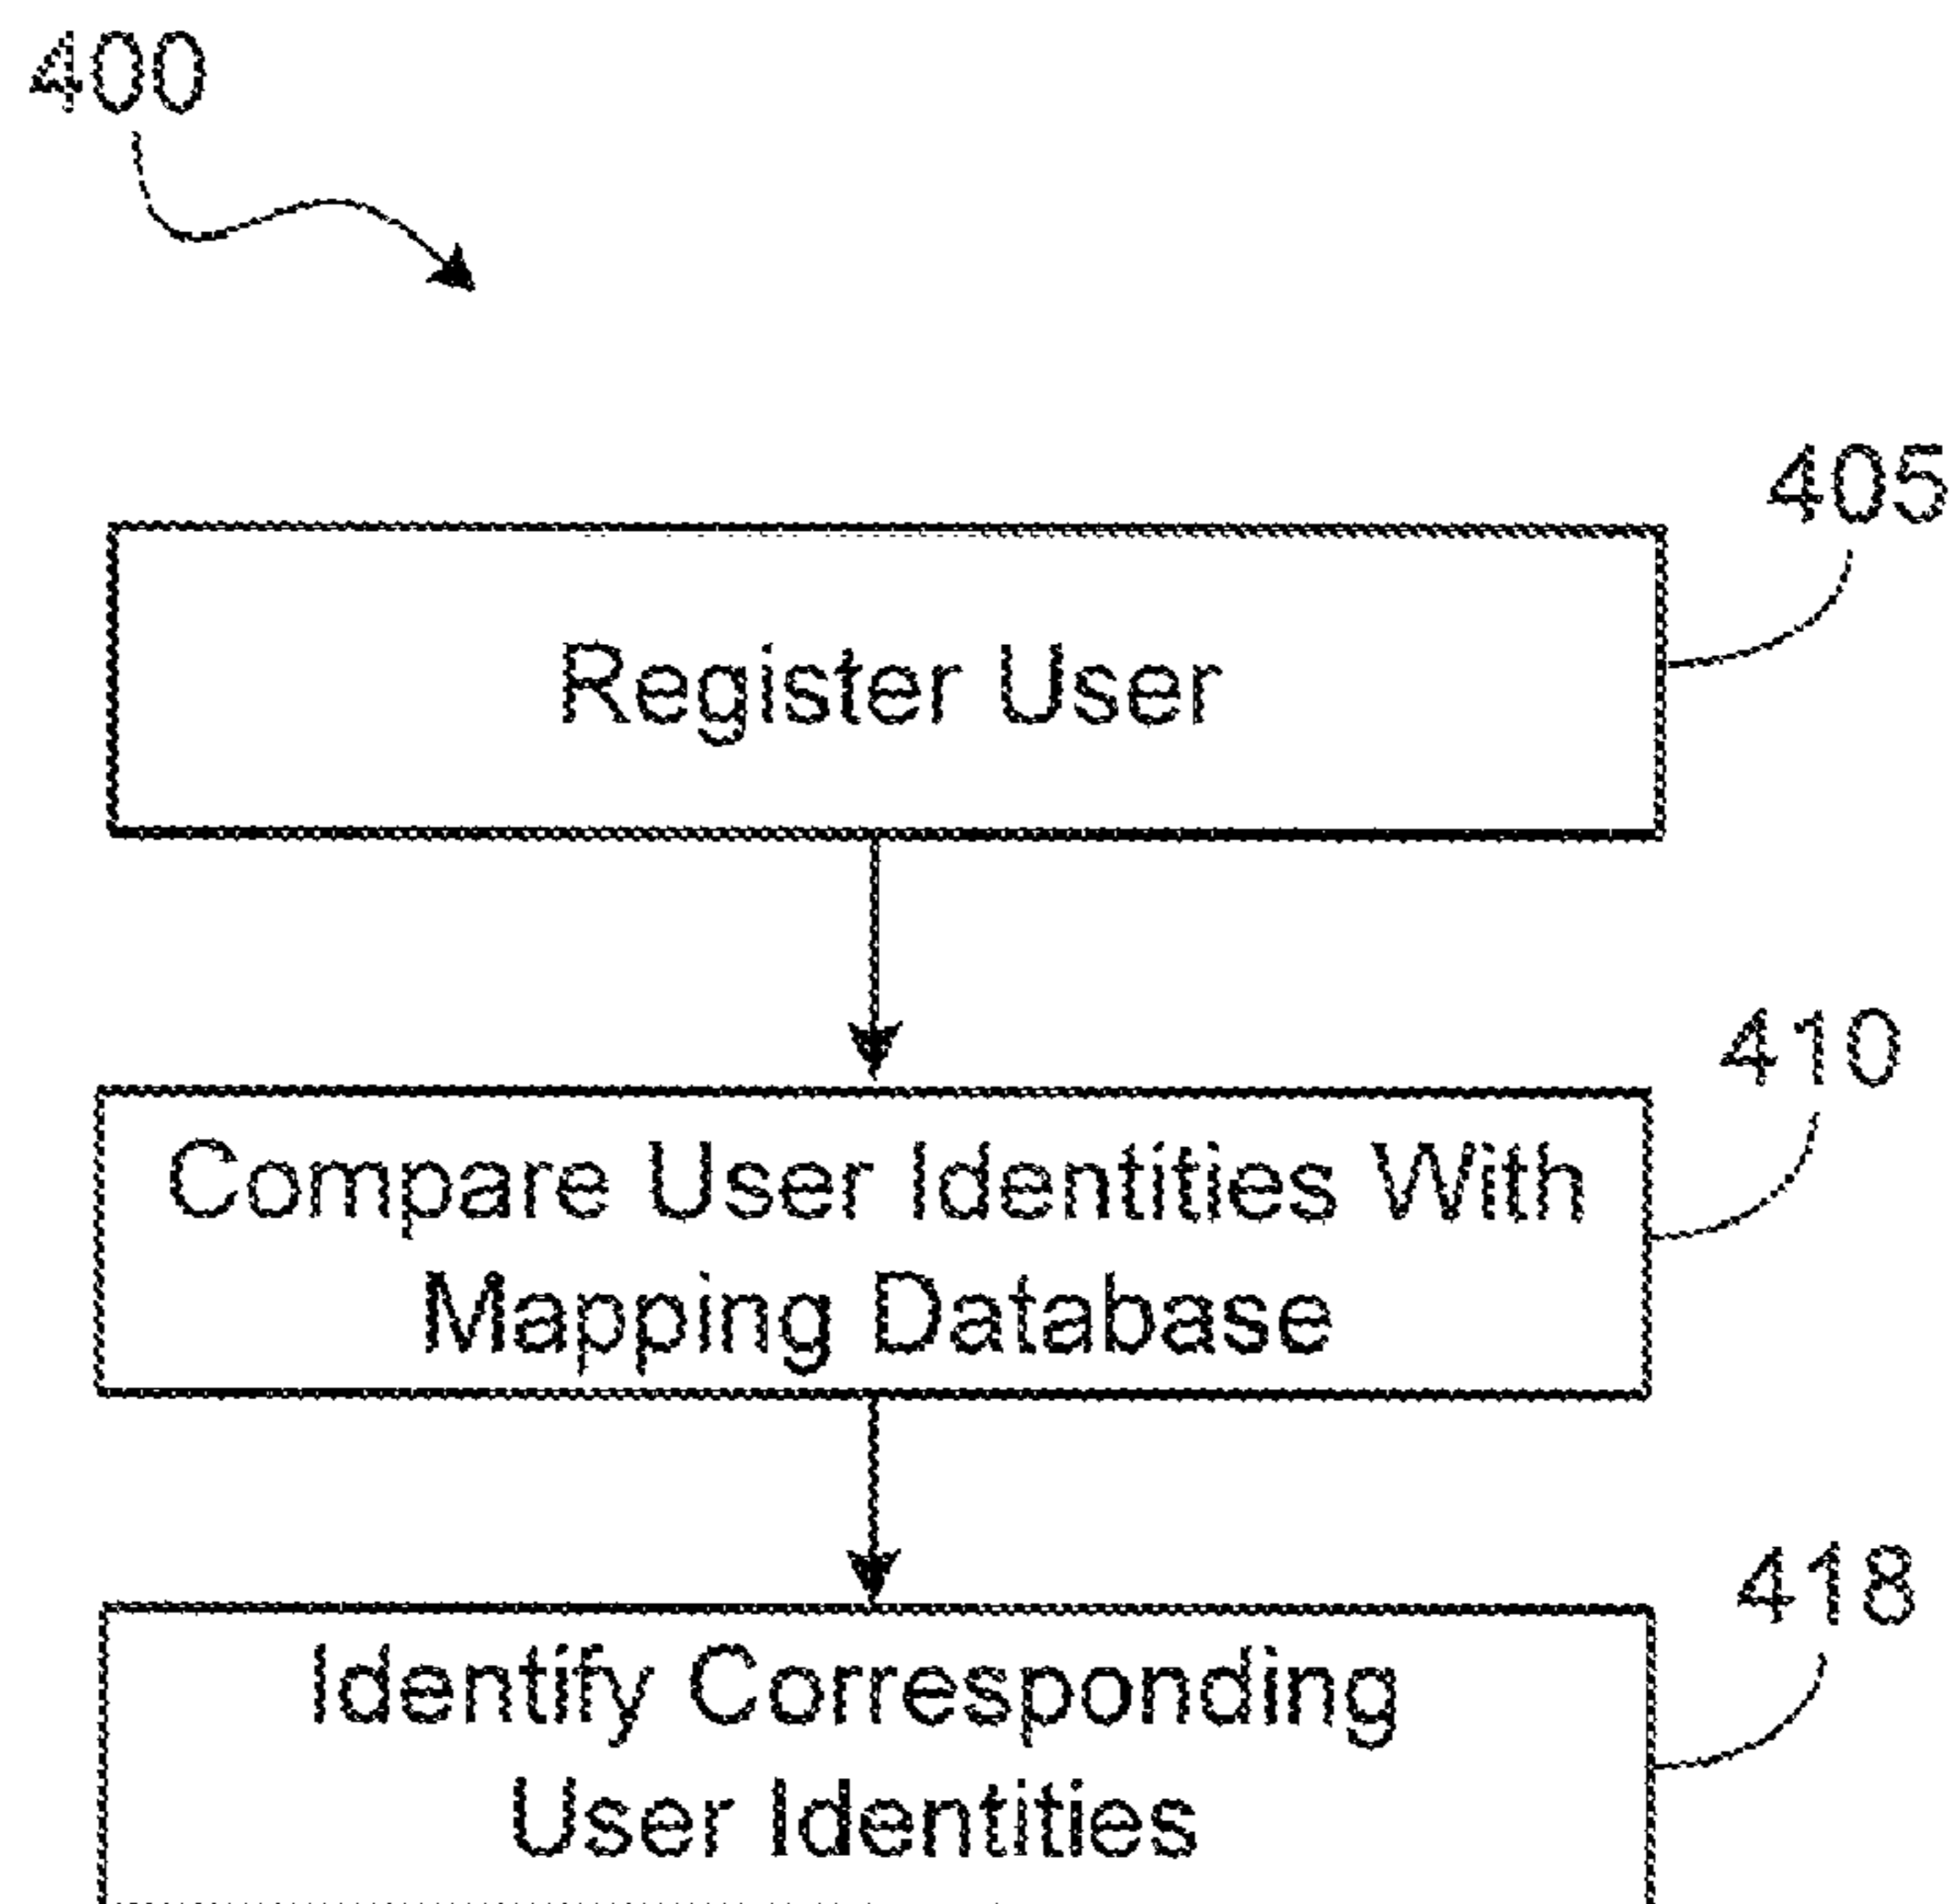 400
405
Register User
410
Compare User Identities With
Mapping Database
418
Identify Corresponding
User Identities